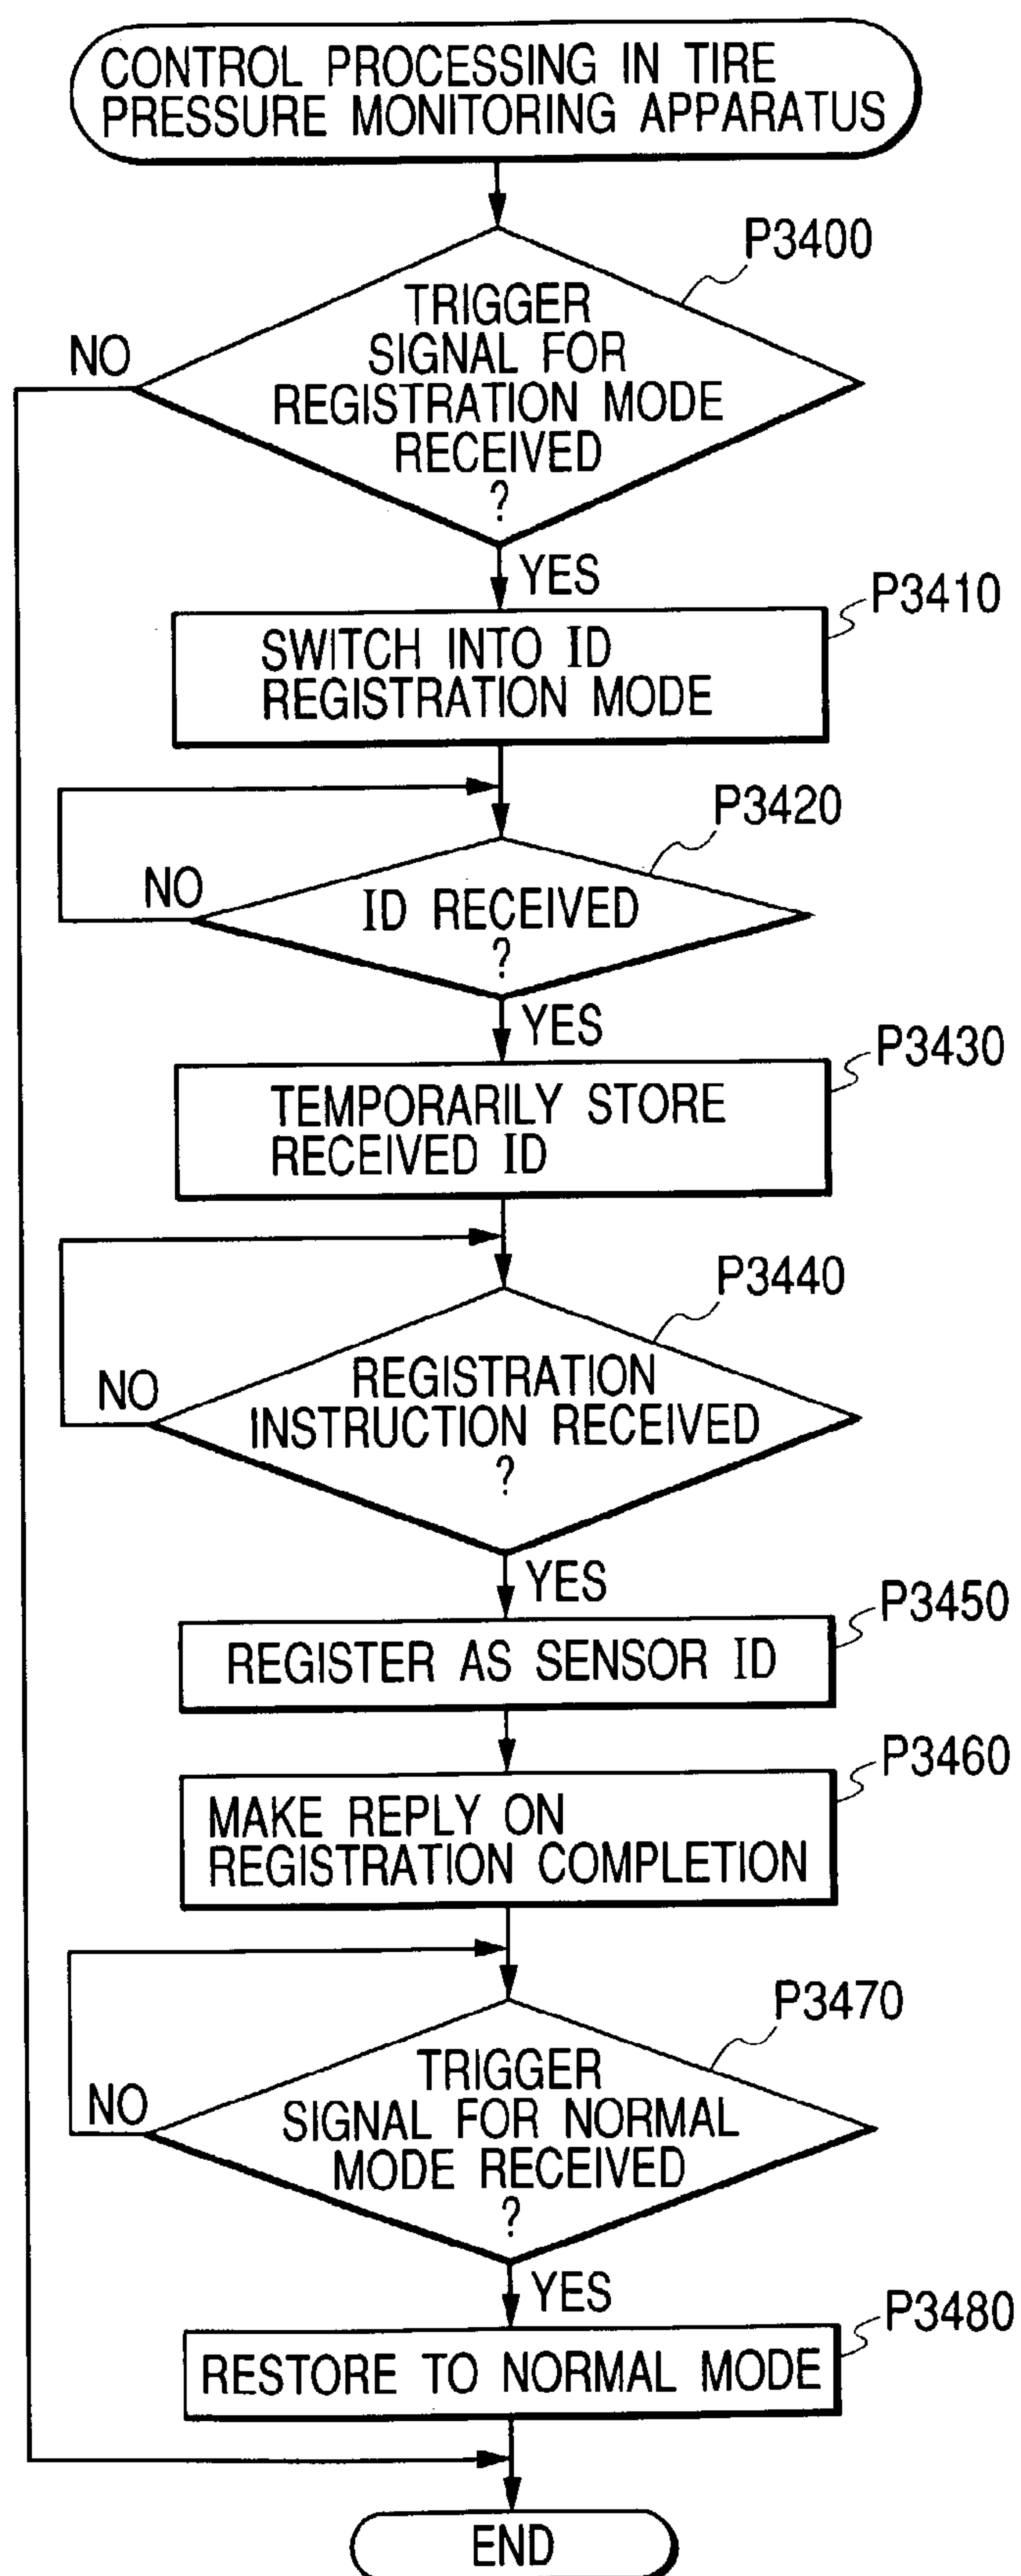 CONTROL PROCESSING IN TIRE
PRESSURE MONITORING APPARATUS
P3400
TRIGGER
SIGNAL FOR
REGISTRATION MODE
RECEIVED
?
NO
YES
P3410
SWITCH INTO ID
REGISTRATION MODE
P3420
NO
ID RECEIVED
?
YES
P3430
TEMPORARILY STORE
RECEIVED ID
P3440
REGISTRATION
NO
INSTRUCTION RECEIVED
?
YES
P3450
REGISTER AS SENSOR ID
P3460
MAKE REPLY ON
REGISTRATION COMPLETION
P3470
TRIGGER
NO
SIGNAL FOR NORMAL
MODE RECEIVED
?
YES
P3480
RESTORE TO NORMAL MODE
END